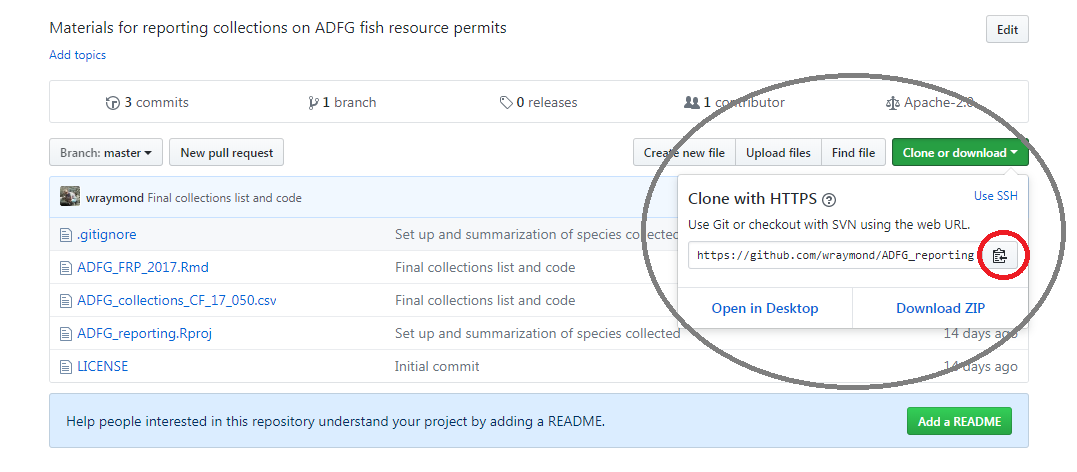 Materials for reporting collections on ADFG fish resource permits
Edit
Add topics
3 commits
1 branch
0 releases
1 contributor
Apache-2.0
Branch: master
New pull request
Create new file
Upload files
Find file
Clone or download
wraymond Final collections list and code
Clone with HTTPS
Use SSH
Use Git or checkout with SVN using the web URL.
https://github.com/wraymond/ADFG_reporting
Open in Desktop
Download ZIP
.gitignore Set up and summarization of species collected
ADFG_FRP_2017.Rmd Final collections list and code
ADFG_collections_CF_17_050.csv Final collections list and code
ADFG_reporting.Rproj Set up and summarization of species collected 14 days ago
LICENSE Initial commit 14 days ago
Help people interested in this repository understand your project by adding a README.
Add a README